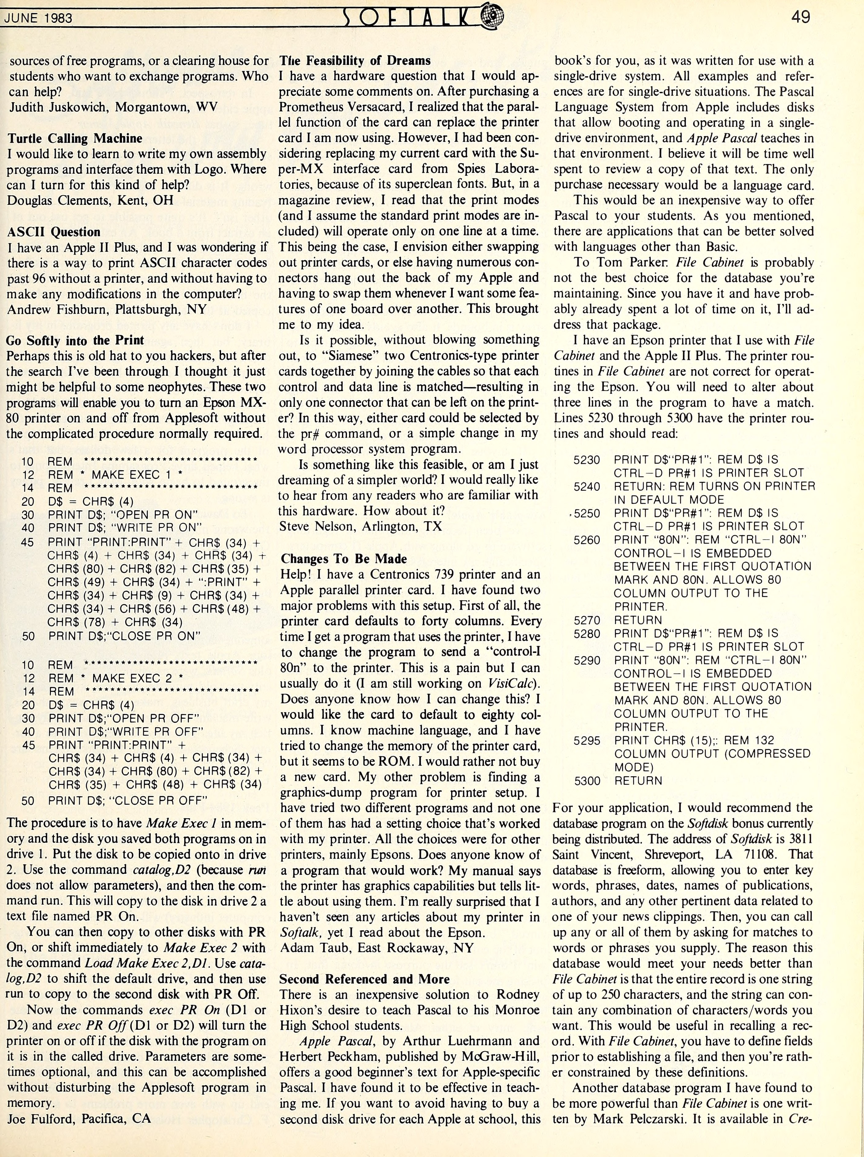 JUNE 1983
SOFTALK
49
sources of free programs, or a clearing house for
students who want to exchange programs. Who
can help?
Judith Juskowich, Morgantown, WV
Turtle Calling Machine
I would like to learn to write my own assembly
programs and interface them with Logo. Where
can I turn for this kind of help?
Douglas Clements, Kent, OH
ASCII Question
I have an Apple II Plus, and I was wondering if
there is a way to print ASCII character codes
past 96 without a printer, and without having to
make any modifications in the computer?
Andrew Fishburn, Plattsburgh, NY
Go Softly into the Print
Perhaps this is old hat to you hackers, but after
the search I've been through I thought it just
might be helpful to some neophytes. These two
programs will enable you to turn an Epson MX-
80 printer on and off from Applesoft without
the complicated procedure normally required.
10 REM ****************************
12 REM * MAKE EXEC 1 *
14 REM ****************************
20 D$ = CHR$ (4)
30 PRINT D$; "OPEN PR ON"
40 PRINT D$; "WRITE PR ON"
45 PRINT "PRINT:PRINT" + CHR$ (34) +
CHR$ (4) + CHR$ (34) + CHR$ (34) +
CHR$ (80) + CHR$ (82) + CHR$ (35) +
CHR$ (49) + CHR$ (34) + ":PRINT" +
CHR$ (34) + CHR$ (9) + CHR$ (34) +
CHR$ (34) + CHR$ (56) + CHR$ (48) +
CHR$ (78) + CHR$ (34)
50 PRINT D$;"CLOSE PR ON"
10 REM ****************************
12 REM * MAKE EXEC 2 *
14 REM ****************************
20 D$ = CHR$ (4)
30 PRINT D$;"OPEN PR OFF"
40 PRINT D$;"WRITE PR OFF"
45 PRINT "PRINT:PRINT" +
CHR$ (34) + CHR$ (4) + CHR$ (34) +
CHR$ (34) + CHR$ (80) + CHR$ (82) +
CHR$ (35) + CHR$ (48) + CHR$ (34)
50 PRINT D$; "CLOSE PR OFF"
The procedure is to have Make Exec 1 in mem-
ory and the disk you saved both programs on in
drive 1. Put the disk to be copied onto in drive
2. Use the command catalog,D2 (because run
does not allow parameters), and then the com-
mand run. This will copy to the disk in drive 2 a
text file named PR On.
You can then copy to other disks with PR
On, or shift immediately to Make Exec 2 with
the command Load Make Exec 2,D1. Use cata-
log,D2 to shift the default drive, and then use
run to copy to the second disk with PR Off.
Now the commands exec PR On (D1 or
D2) and exec PR Off (D1 or D2) will turn the
printer on or off if the disk with the program on
it is in the called drive. Parameters are some-
times optional, and this can be accomplished
without disturbing the Applesoft program in
memory.
Joe Fulford, Pacifica, CA
The Feasibility of Dreams
I have a hardware question that I would ap-
preciate some comments on. After purchasing a
Prometheus Versacard, I realized that the paral-
lel function of the card can replace the printer
card I am now using. However, I had been con-
sidering replacing my current card with the Su-
per-MX interface card from Spies Labora-
tories, because of its superclean fonts. But, in a
magazine review, I read that the print modes
(and I assume the standard print modes are in-
cluded) will operate only on one line at a time.
This being the case, I envision either swapping
out printer cards, or else having numerous con-
nectors hang out the back of my Apple and
having to swap them whenever I want some fea-
tures of one board over another. This brought
me to my idea.
Is it possible, without blowing something
out, to "Siamese" two Centronics-type printer
cards together by joining the cables so that each
control and data line is matched—resulting in
only one connector that can be left on the print-
er? In this way, either card could be selected by
the pr# command, or a simple change in my
word processor system program.
Is something like this feasible, or am I just
dreaming of a simpler world? I would really like
to hear from any readers who are familiar with
this hardware. How about it?
Steve Nelson, Arlington, TX
Changes To Be Made
Help! I have a Centronics 739 printer and an
Apple parallel printer card. I have found two
major problems with this setup. First of all, the
printer card defaults to forty columns. Every
time I get a program that uses the printer, I have
to change the program to send a "control-I
80n" to the printer. This is a pain but I can
usually do it (I am still working on VisiCalc).
Does anyone know how I can change this? I
would like the card to default to eighty col-
umns. I know machine language, and I have
tried to change the memory of the printer card,
but it seems to be ROM. I would rather not buy
a new card. My other problem is finding a
graphics-dump program for printer setup. I
have tried two different programs and not one
of them has had a setting choice that's worked
with my printer. All the choices were for other
printers, mainly Epsons. Does anyone know of
a program that would work? My manual says
the printer has graphics capabilities but tells lit-
tle about using them. I'm really surprised that I
haven't seen any articles about my printer in
Softalk, yet I read about the Epson.
Adam Taub, East Rockaway, NY
Second Referenced and More
There is an inexpensive solution to Rodney
Hixon's desire to teach Pascal to his Monroe
High School students.
Apple Pascal, by Arthur Luehrmann and
Herbert Peckham, published by McGraw-Hill,
offers a good beginner's text for Apple-specific
Pascal. I have found it to be effective in teach-
ing me. If you want to avoid having to buy a
second disk drive for each Apple at school, this
book's for you, as it was written for use with a
single-drive system. All examples and refer-
ences are for single-drive situations. The Pascal
Language System from Apple includes disks
that allow booting and operating in a single-
drive environment, and Apple Pascal teaches in
that environment. I believe it will be time well
spent to review a copy of that text. The only
purchase necessary would be a language card.
This would be an inexpensive way to offer
Pascal to your students. As you mentioned,
there are applications that can be better solved
with languages other than Basic.
To Tom Parker: File Cabinet is probably
not the best choice for the database you're
maintaining. Since you have it and have prob-
ably already spent a lot of time on it, I'll ad-
dress that package.
I have an Epson printer that I use with File
Cabinet and the Apple II Plus. The printer rou-
tines in File Cabinet are not correct for operat-
ing the Epson. You will need to alter about
three lines in the program to have a match.
Lines 5230 through 5300 have the printer rou-
tines and should read:
5230 PRINT D$"PR#1": REM D$ IS
CTRL-D PR#1 IS PRINTER SLOT
5240 RETURN: REM TURNS ON PRINTER
IN DEFAULT MODE
5250 PRINT D$"PR#1": REM D$ IS
CTRL-D PR#1 IS PRINTER SLOT
5260 PRINT "80N": REM "CTRL-I 80N"
CONTROL-I IS EMBEDDED
BETWEEN THE FIRST QUOTATION
MARK AND 80N. ALLOWS 80
COLUMN OUTPUT TO THE
PRINTER.
5270 RETURN
5280 PRINT D$"PR#1": REM D$ IS
CTRL-D PR#1 IS PRINTER SLOT
5290 PRINT "80N": REM "CTRL-I 80N"
CONTROL-I IS EMBEDDED
BETWEEN THE FIRST QUOTATION
MARK AND 80N. ALLOWS 80
COLUMN OUTPUT TO THE
PRINTER.
5295 PRINT CHR$ (15);: REM 132
COLUMN OUTPUT (COMPRESSED
MODE)
5300 RETURN
For your application, I would recommend the
database program on the Softdisk bonus currently
being distributed. The address of Softdisk is 3811
Saint Vincent, Shreveport, LA 71108. That
database is freeform, allowing you to enter key
words, phrases, dates, names of publications,
authors, and any other pertinent data related to
one of your news clippings. Then, you can call
up any or all of them by asking for matches to
words or phrases you supply. The reason this
database would meet your needs better than
File Cabinet is that the entire record is one string
of up to 250 characters, and the string can con-
tain any combination of characters/words you
want. This would be useful in recalling a rec-
ord. With File Cabinet, you have to define fields
prior to establishing a file, and then you're rath-
er constrained by these definitions.
Another database program I have found to
be more powerful than File Cabinet is one writ-
ten by Mark Pelczarski. It is available in Cre-